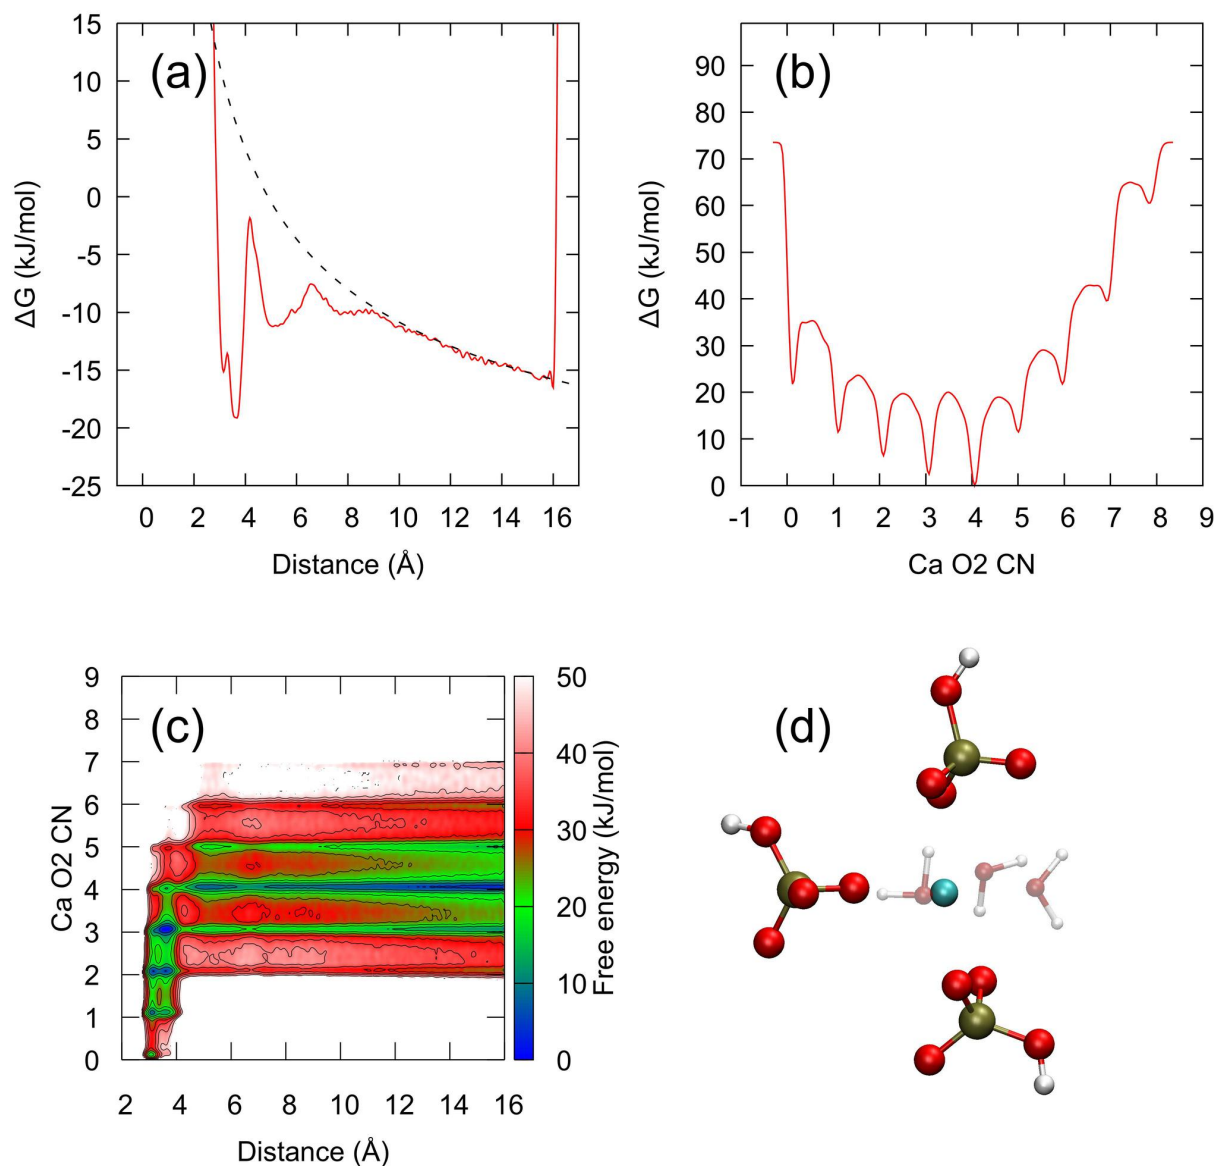 (a)
15
10
5
0
-5
-10
-15
-20
-25
ΔG (kJ/mol)
0 2 4 6 8 10 12 14 16
Distance (Å)
(b)
90
80
70
60
50
40
30
20
10
0
ΔG (kJ/mol)
-1 0 1 2 3 4 5 6 7 8 9
Ca O2 CN
(c)
9
8
7
6
5
4
3
2
1
0
Ca O2 CN
2 4 6 8 10 12 14 16
Distance (Å)
50
40
30
20
10
0
Free energy (kJ/mol)
(d)